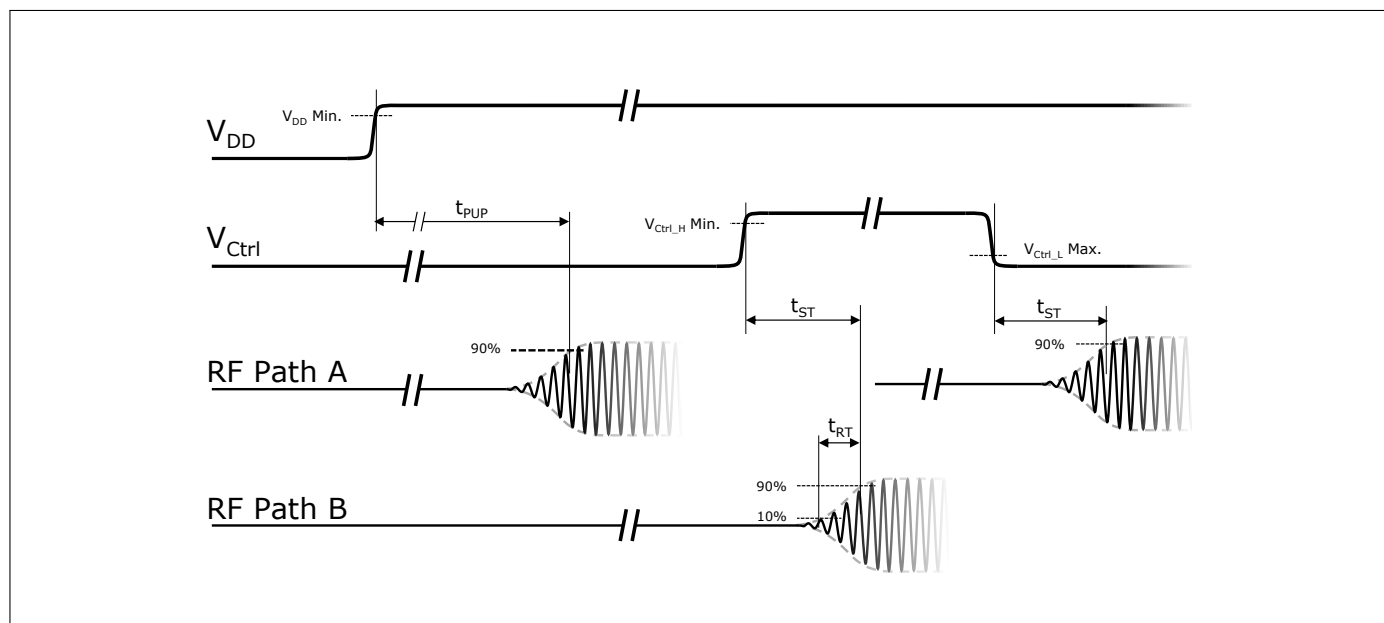 V_DD Min.
V_DD
t_PUP
V_Ctrl_H Min.
V_Ctrl
V_Ctrl_L Max.
t_ST
t_ST
90%
90%
RF Path A
t_RT
90%
RF Path B
10%